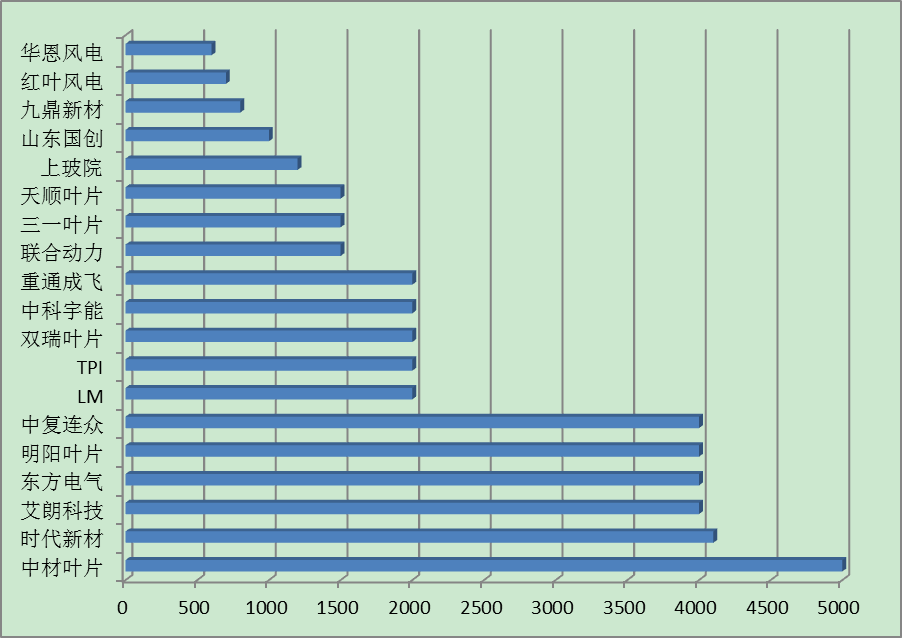 华恩风电
红叶风电
九鼎新材
山东国创
上玻院
天顺叶片
三一叶片
联合动力
重通成飞
中科宇能
双瑞叶片
TPI
LM
中复连众
明阳叶片
东方电气
艾朗科技
时代新材
中材叶片
0 500 1000 1500 2000 2500 3000 3500 4000 4500 5000